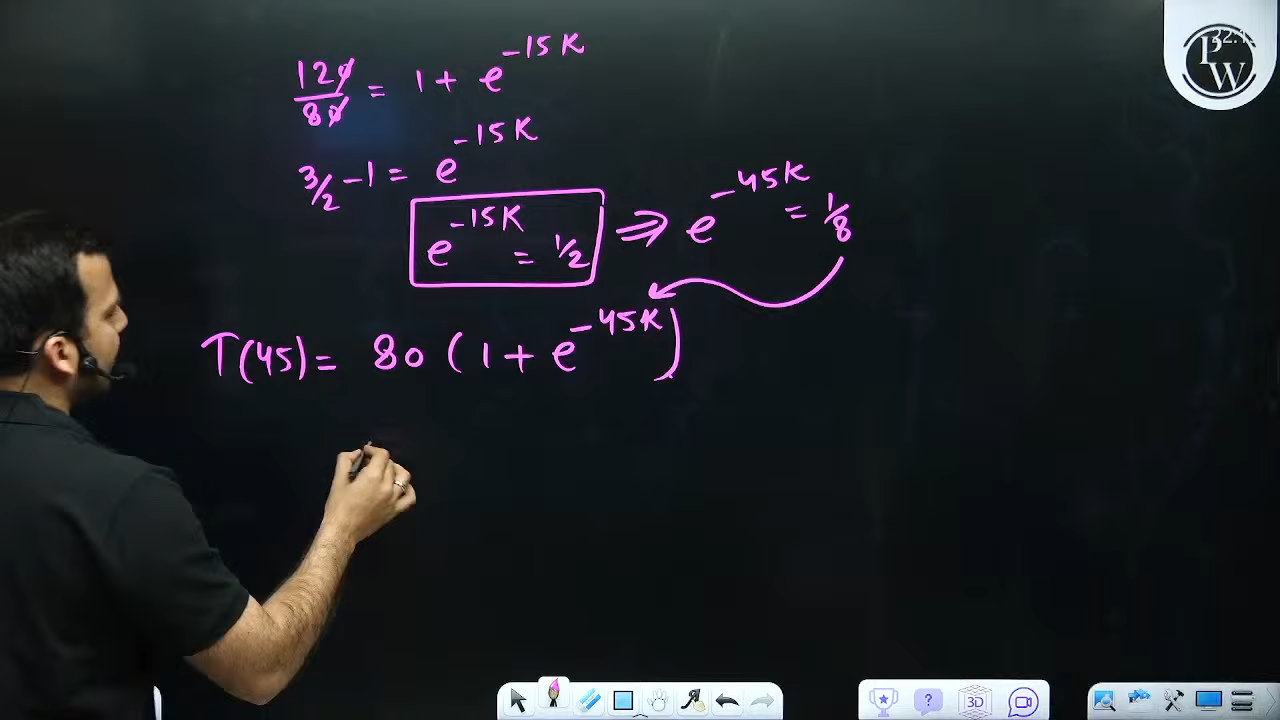 120/80 = 1 + e^-15K
3/2 - 1 = e^-15K
e^-15K = 1/2 ⇒ e^-45K = 1/8
T(45) = 80 (1 + e^-45K)
PW
?
3D